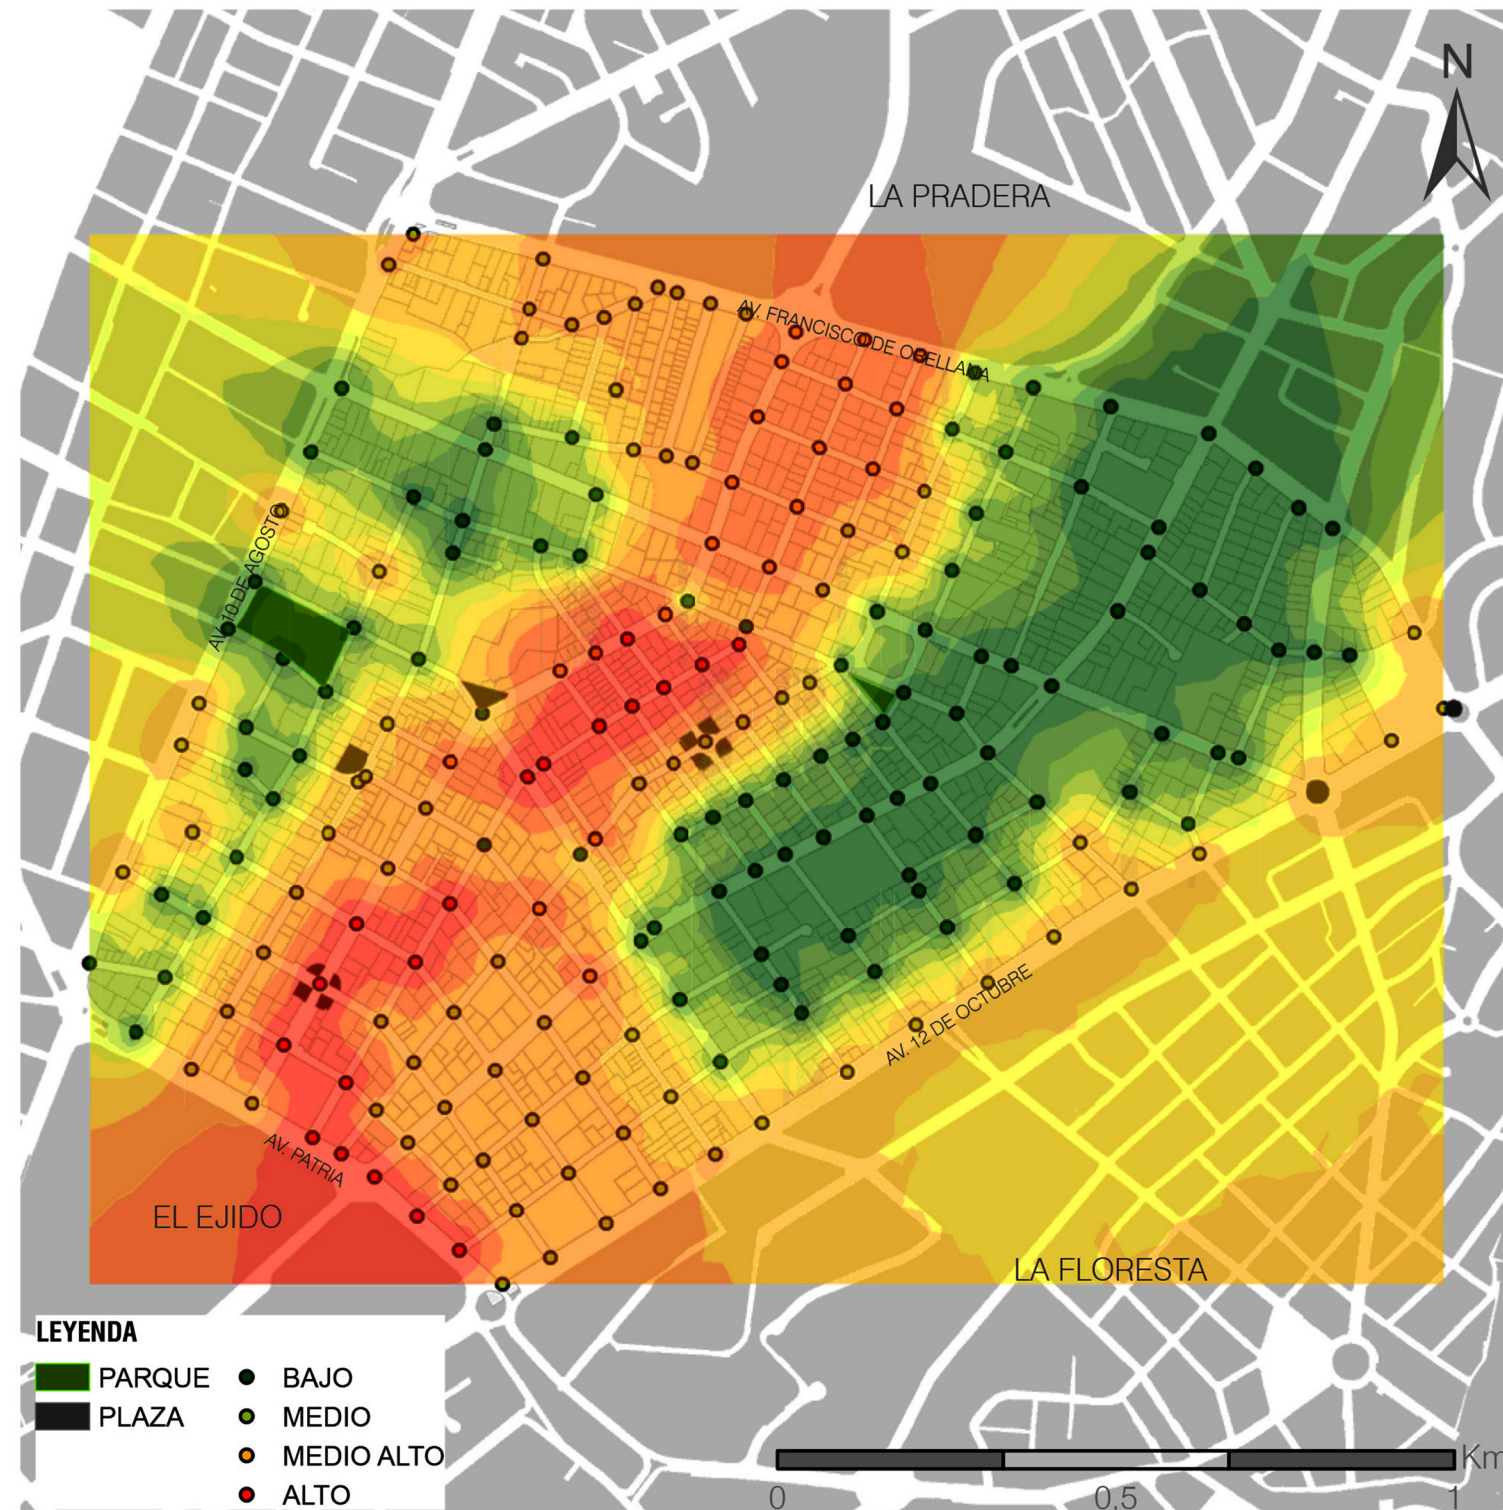 N
LA PRADERA
AV. FRANCISCO DE ORELLANA
AV. 10 DE AGOSTO
AV. 12 DE OCTUBRE
AV. PATRIA
EL EJIDO
LA FLORESTA
LEYENDA
PARQUE
BAJO
PLAZA
MEDIO
MEDIO ALTO
ALTO
Km
0
0,5
1